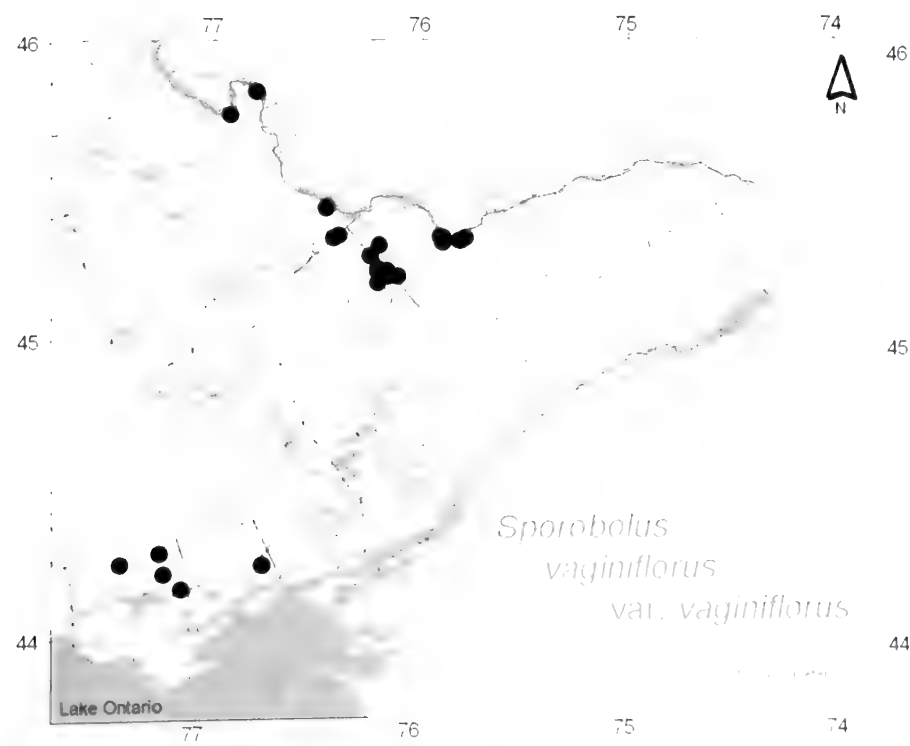 77 76 75 74
46 46
N
45 45
Sporobolus
vaginiflorus
var. vaginiflorus
44 44
Lake Ontario
77 76 75 74